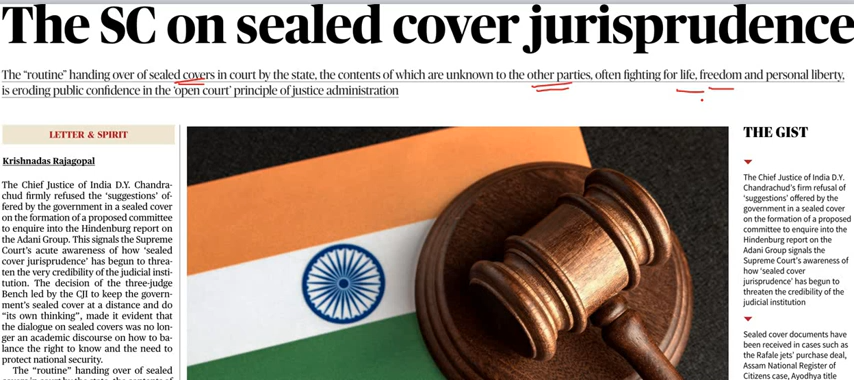 The SC on sealed cover jurisprudence
The “routine” handing over of sealed covers in court by the state, the contents of which are unknown to the other parties, often fighting for life, freedom and personal liberty,
is eroding public confidence in the ‘open court’ principle of justice administration
LETTER & SPIRIT
Krishnadas Rajagopal
The Chief Justice of India D.Y. Chandra-
chud firmly refused the ‘suggestions’ of-
fered by the government in a sealed cover
on the formation of a proposed committee
to enquire into the Hindenburg report on
the Adani Group. This signals the Supreme
Court’s acute awareness of how ‘sealed
cover jurisprudence’ has begun to threa-
ten the very credibility of the judicial insti-
tution. The decision of the three-judge
Bench led by the CJI to keep the govern-
ment’s sealed cover at a distance and do
“its own thinking”, made it evident that
the dialogue on sealed covers was no lon-
ger an academic discourse on how to ba-
lance the right to know and the need to
protect national security.
The “routine” handing over of sealed
THE GIST
The Chief Justice of India D.Y.
Chandrachud’s firm refusal of
‘suggestions’ offered by the
government in a sealed cover
on the formation of a proposed
committee to enquire into the
Hindenburg report on the
Adani Group signals the
Supreme Court’s awareness of
how ‘sealed cover
jurisprudence’ has begun to
threaten the credibility of the
judicial institution
Sealed cover documents have
been received in cases such as
the Rafale jets’ purchase deal,
Assam National Register of
Citizens case, Ayodhya title